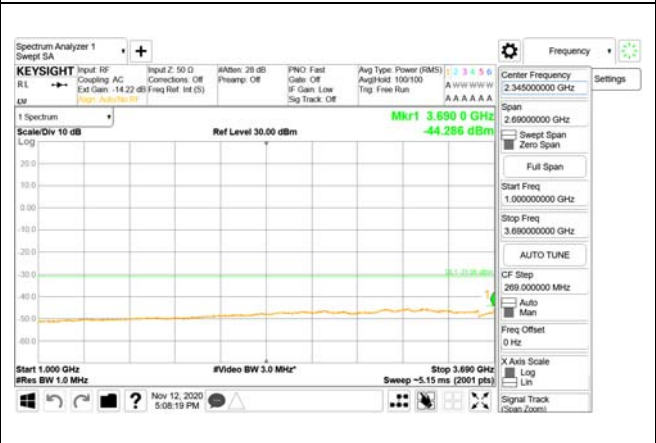 Spectrum Analyzer 1
Swept SA
+
Frequency
KEYSIGHT
RL
Input: RF
Coupling: AC
Ext Gain: -14.22 dB
Align: Auto/No RF
Input Z: 50 Ω
Corrections: Off
Freq Ref: Int (S)
#Atten: 28 dB
Preamp: Off
PNO: Fast
Gate: Off
IF Gain: Low
Sig Track: Off
Avg Type: Power (RMS)
Avg|Hold: 100/100
Trig: Free Run
1 2 3 4 5 6
A W W W W W
A A A A A A
Center Frequency
2.345000000 GHz
Settings
Span
2.69000000 GHz
Swept Span
Zero Span
Full Span
Start Freq
1.000000000 GHz
Stop Freq
3.690000000 GHz
AUTO TUNE
CF Step
269.000000 MHz
Auto
Man
Freq Offset
0 Hz
X Axis Scale
Log
Lin
Signal Track
(Span Zoom)
1 Spectrum
Scale/Div 10 dB
Ref Level 30.00 dBm
Mkr1 3.690 0 GHz
-44.286 dBm
Log
20.0
10.0
0.00
-10.0
-20.0
-30.0
-40.0
-50.0
-60.0
1
Start 1.000 GHz
#Video BW 3.0 MHz*
Stop 3.690 GHz
#Res BW 1.0 MHz
Sweep ~5.15 ms (2001 pts)
?
Nov 12, 2020
5:08:19 PM